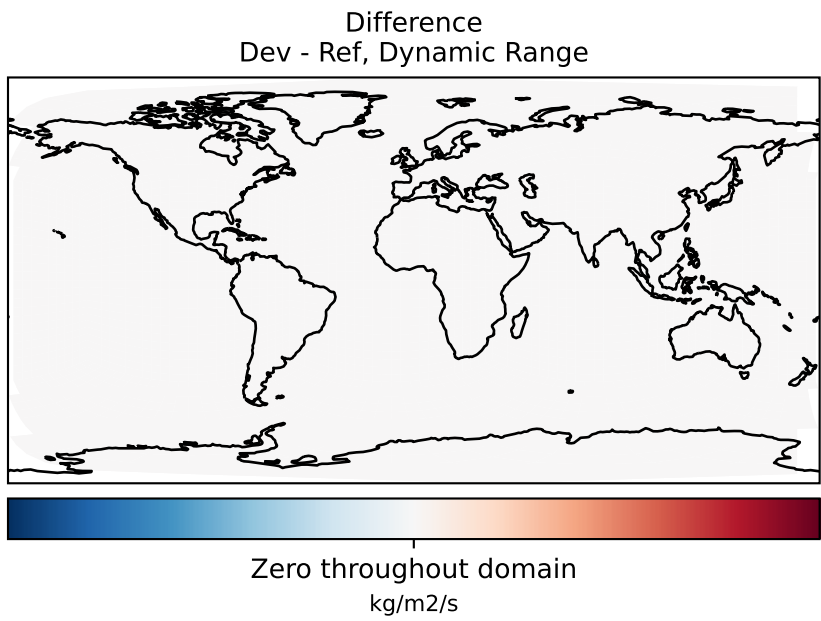 Difference
Dev - Ref, Dynamic Range
Zero throughout domain
kg/m2/s